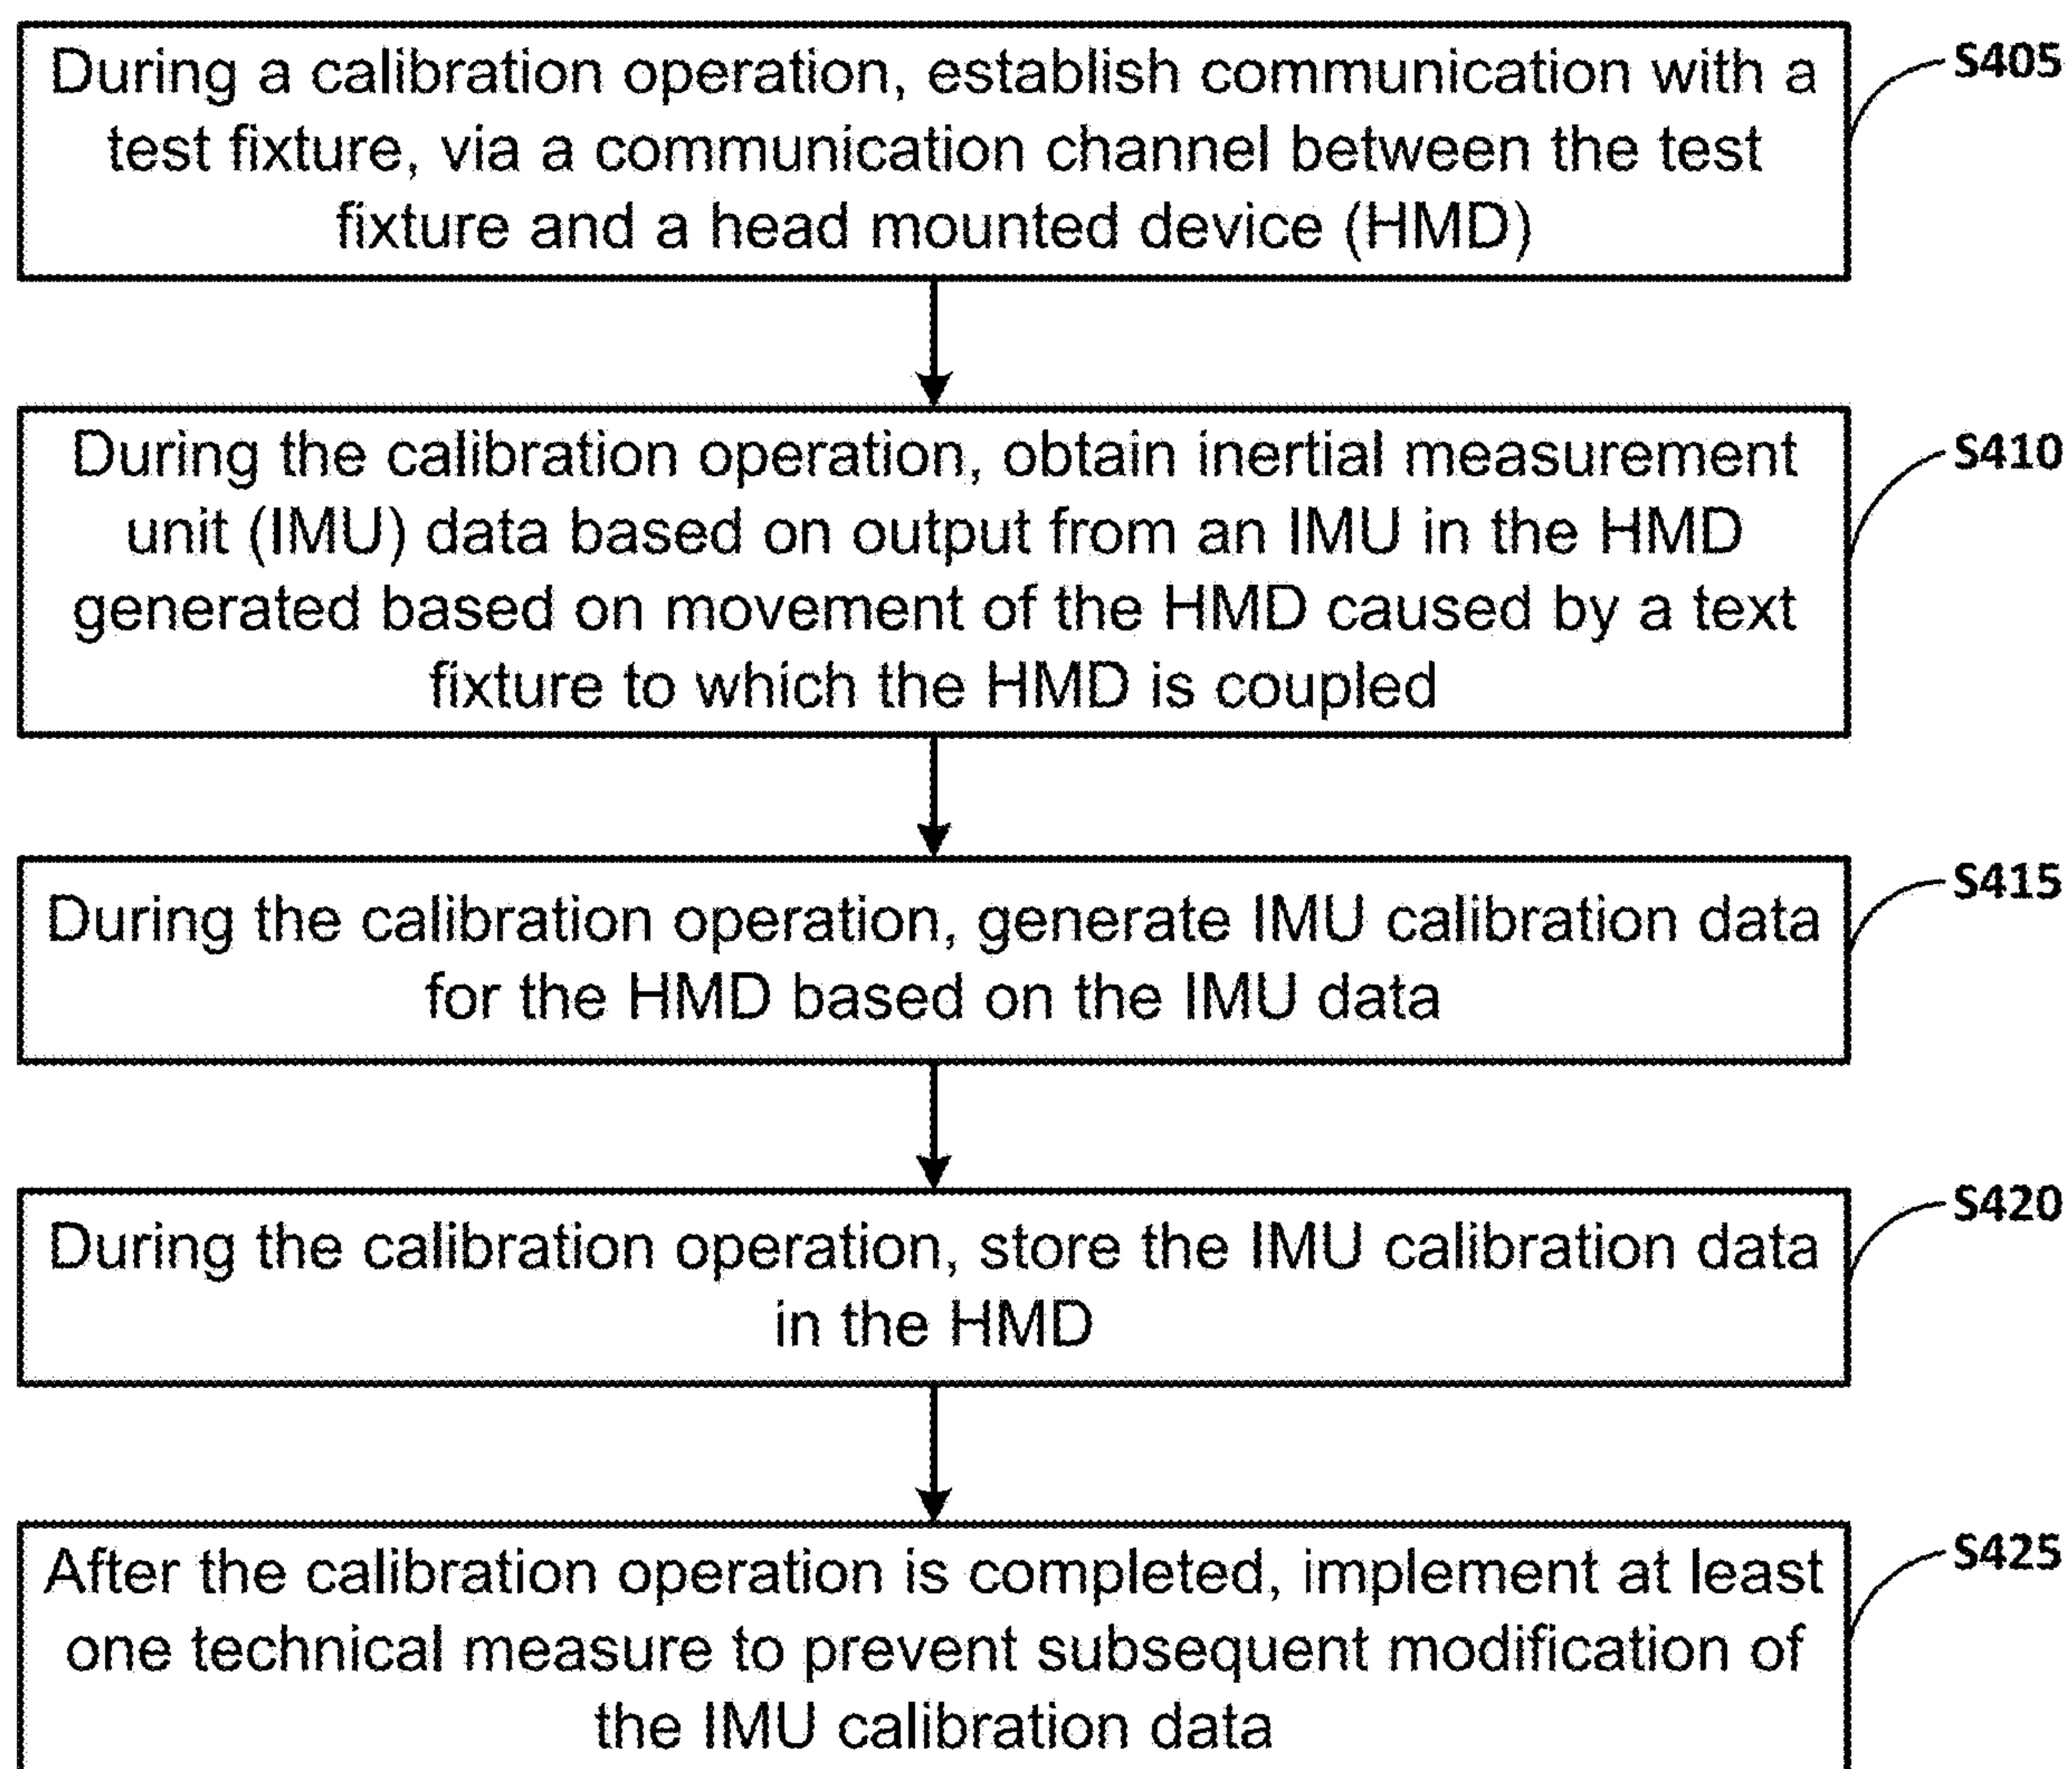 During a calibration operation, establish communication with a
test fixture, via a communication channel between the test
fixture and a head mounted device (HMD)
S405
During the calibration operation, obtain inertial measurement
unit (IMU) data based on output from an IMU in the HMD
generated based on movement of the HMD caused by a text
fixture to which the HMD is coupled
S410
During the calibration operation, generate IMU calibration data
for the HMD based on the IMU data
S415
During the calibration operation, store the IMU calibration data
in the HMD
S420
After the calibration operation is completed, implement at least
one technical measure to prevent subsequent modification of
the IMU calibration data
S425